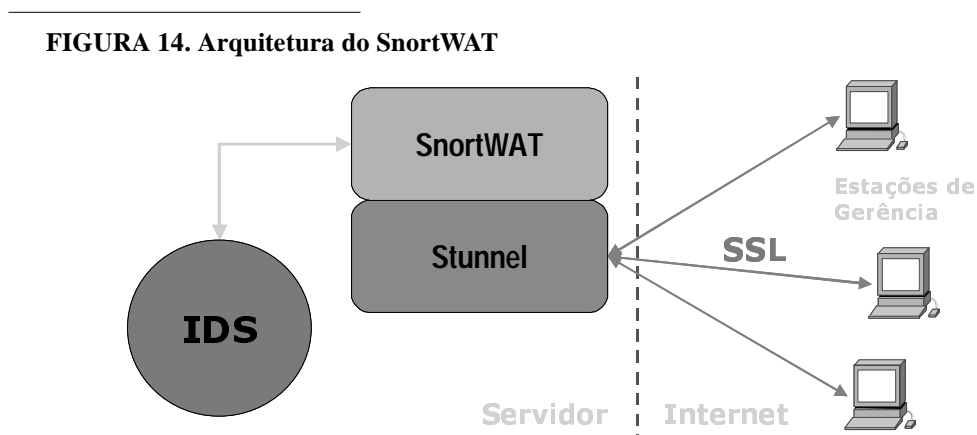 FIGURA 14. Arquitetura do SnortWAT
SnortWAT
Estações de
Gerência
Stunnel
SSL
IDS
Servidor
Internet